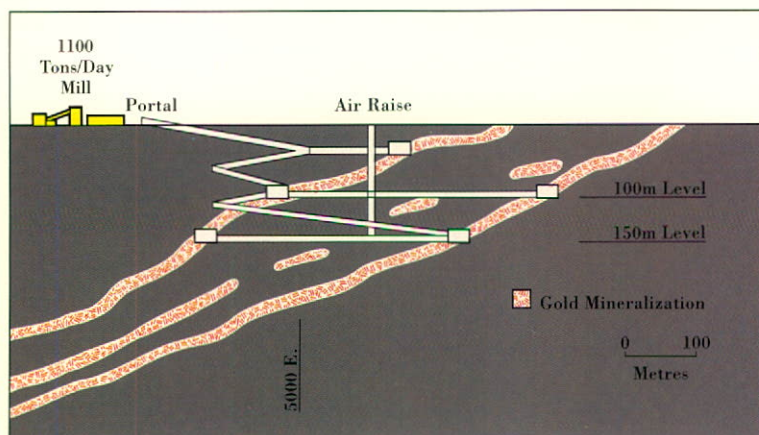 1100
Tons/Day
Mill
Portal
Air Raise
100m Level
150m Level
Gold Mineralization
0 100
Metres
5000 E.